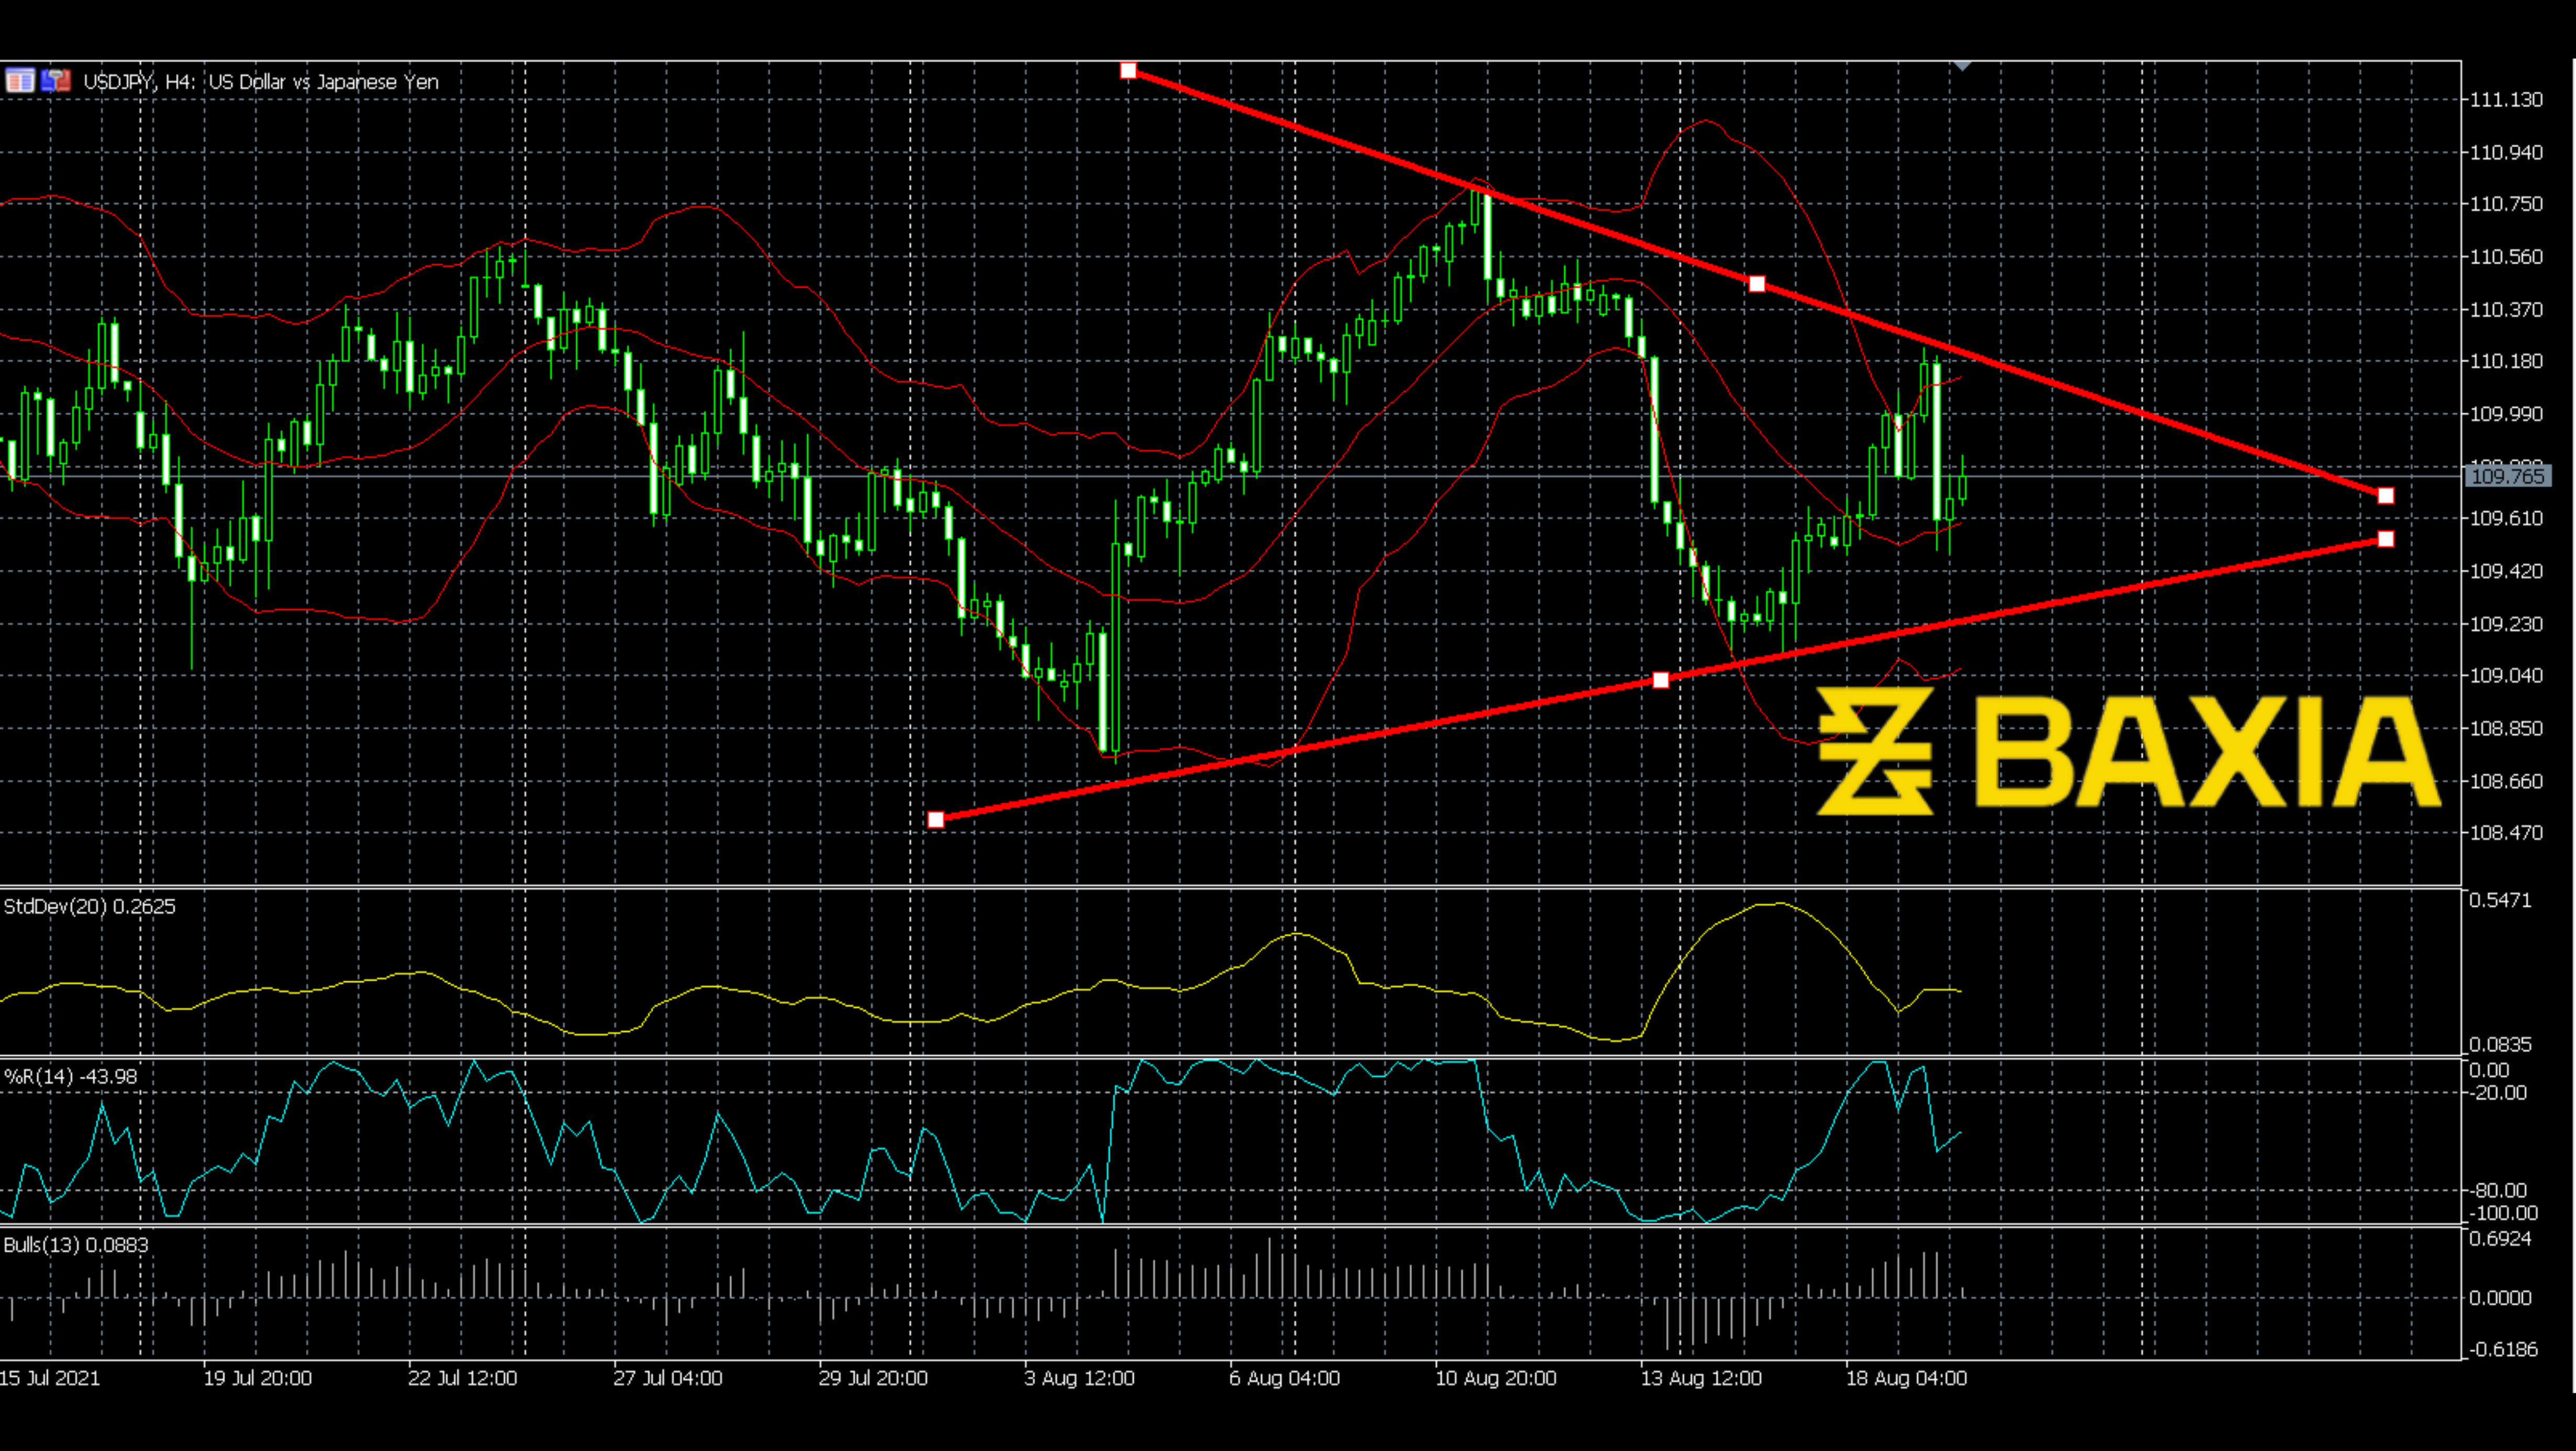 USDJPY, H4: US Dollar vs Japanese Yen
111.130
110.940
110.750
110.560
110.370
110.180
109.990
109.765
109.610
109.420
109.230
109.040
108.850
108.660
108.470
BAXIA
StdDev(20) 0.2625
0.5471
0.0835
%R(14) -43.98
0.00
-20.00
-80.00
-100.00
Bulls(13) 0.0883
0.6924
0.0000
-0.6186
15 Jul 2021
19 Jul 20:00
22 Jul 12:00
27 Jul 04:00
29 Jul 20:00
3 Aug 12:00
6 Aug 04:00
10 Aug 20:00
13 Aug 12:00
18 Aug 04:00